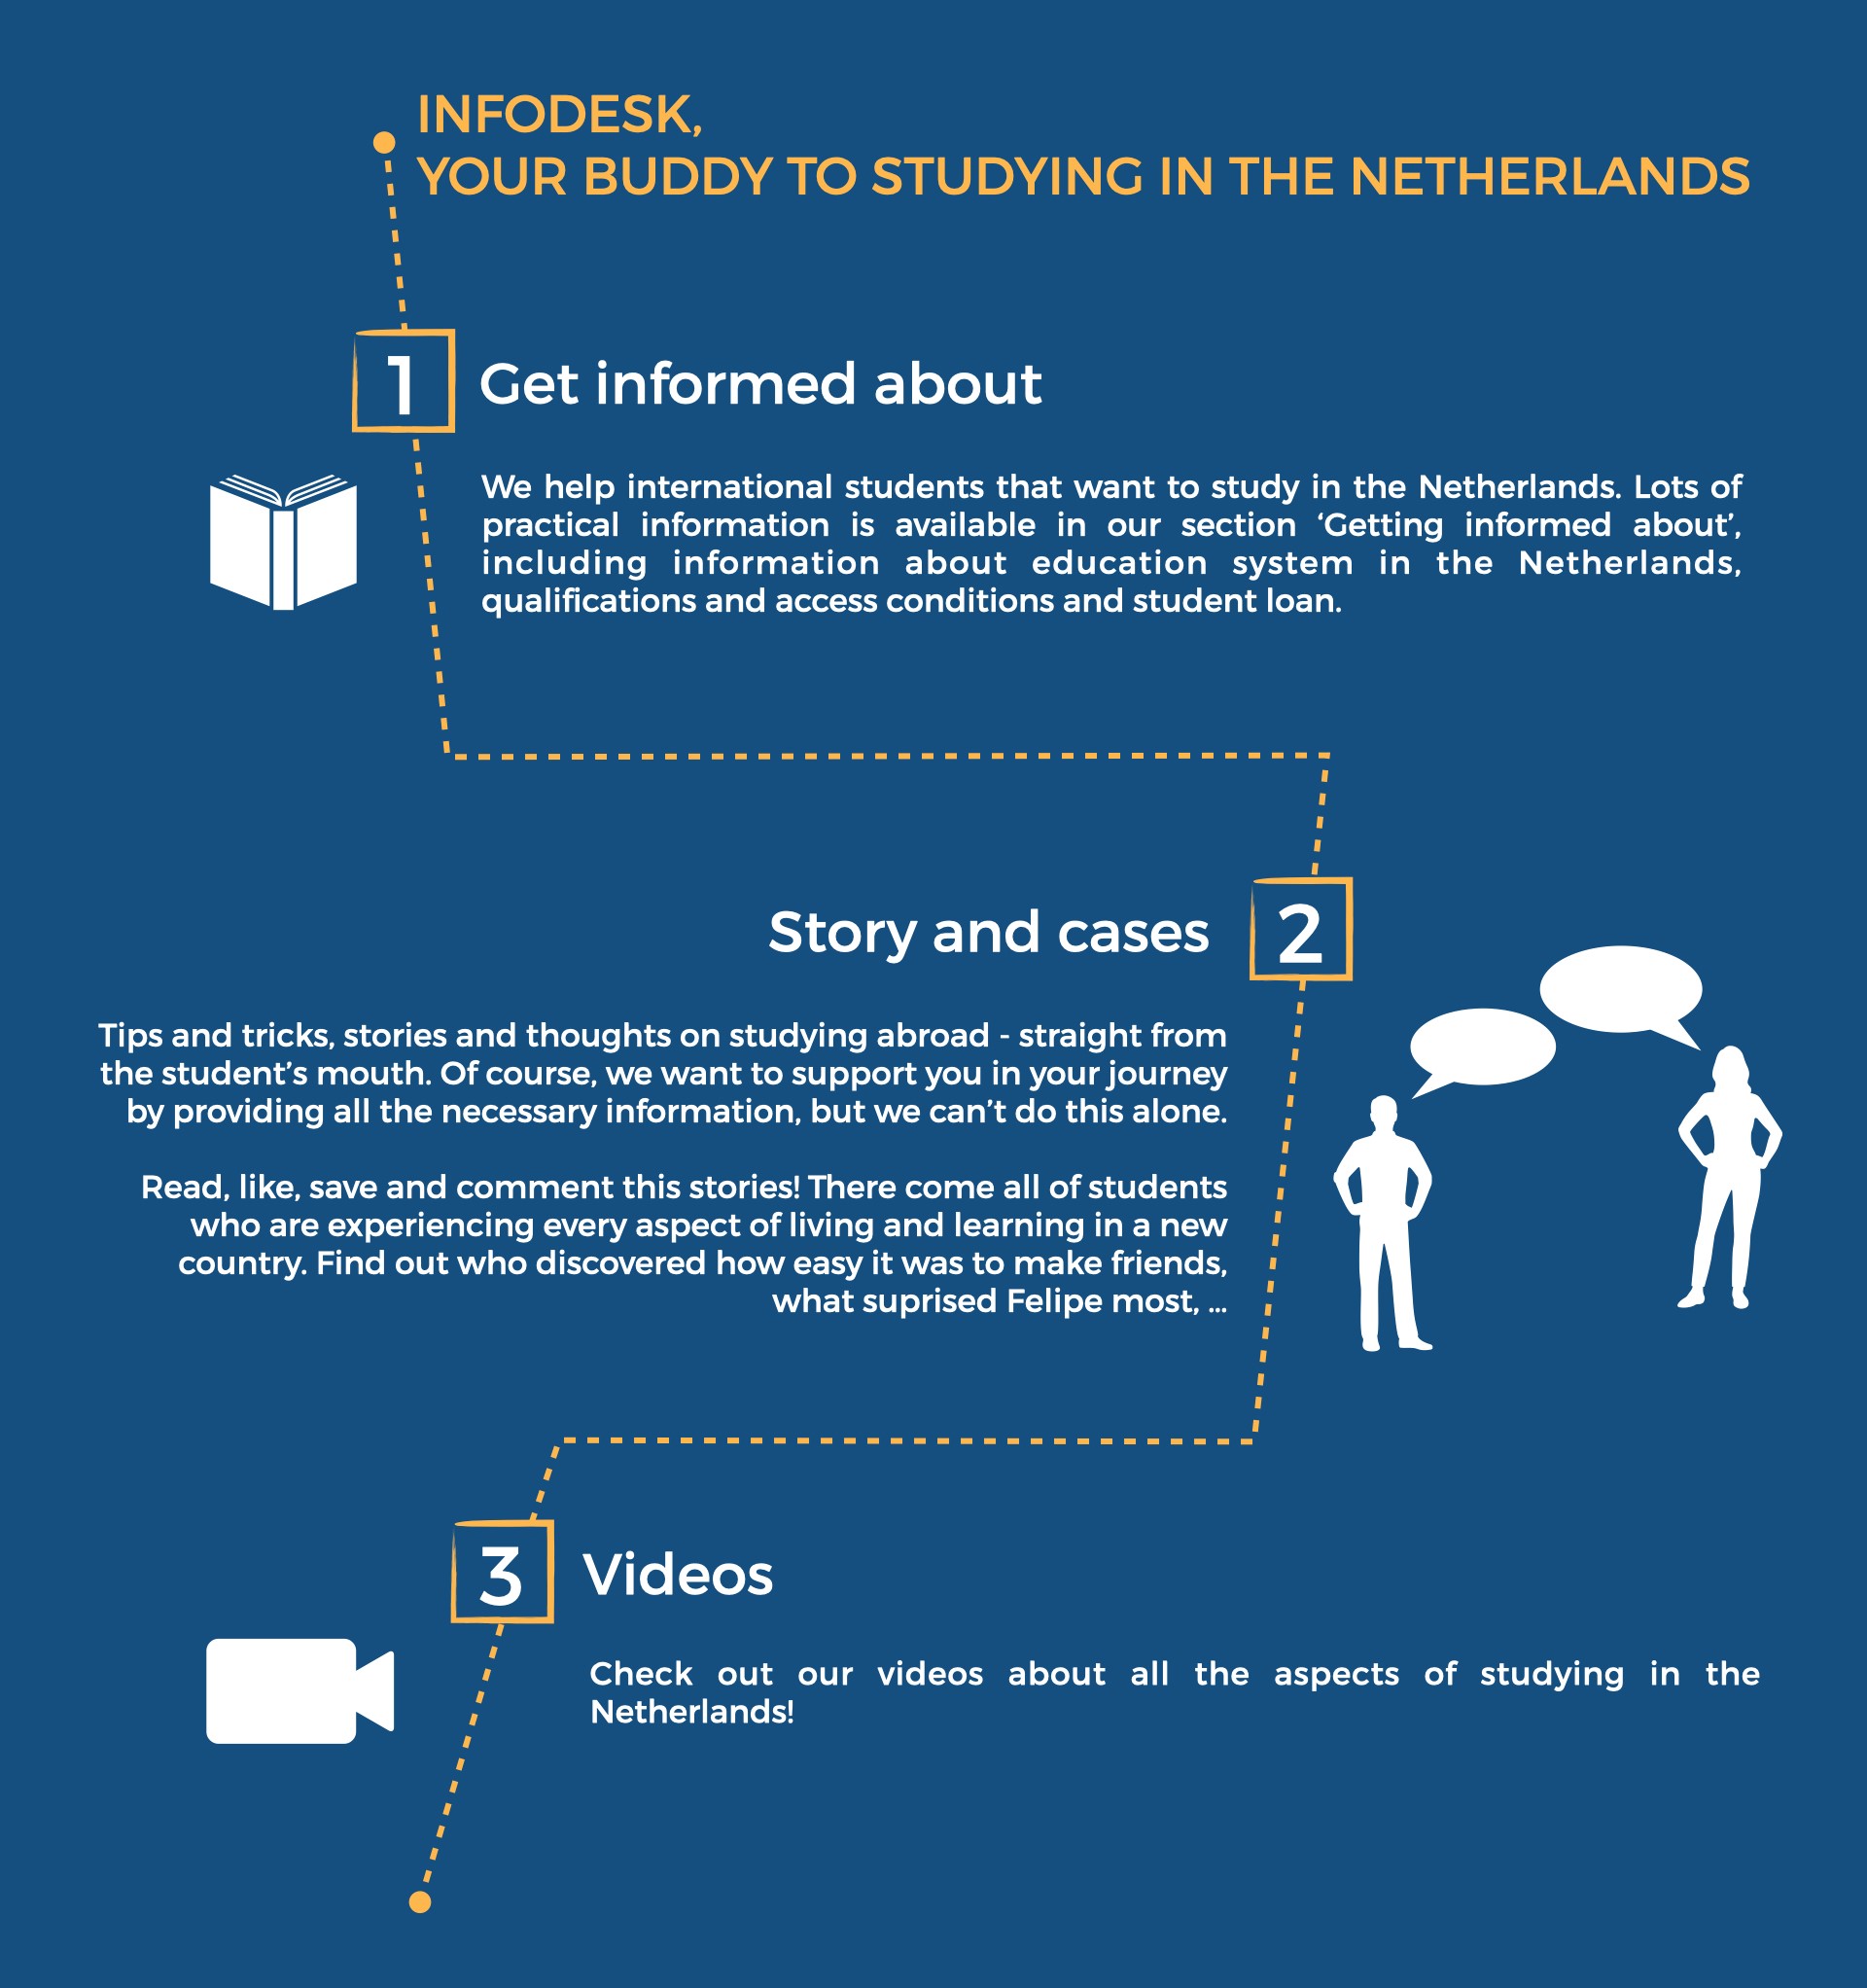 INFODESK,
YOUR BUDDY TO STUDYING IN THE NETHERLANDS
1
Get informed about
We help international students that want to study in the Netherlands. Lots of
practical information is available in our section ‘Getting informed about’,
including information about education system in the Netherlands,
qualifications and access conditions and student loan.
Story and cases
2
Tips and tricks, stories and thoughts on studying abroad - straight from
the student’s mouth. Of course, we want to support you in your journey
by providing all the necessary information, but we can’t do this alone.
Read, like, save and comment this stories! There come all of students
who are experiencing every aspect of living and learning in a new
country. Find out who discovered how easy it was to make friends,
what suprised Felipe most, ...
3
Videos
Check out our videos about all the aspects of studying in the
Netherlands!